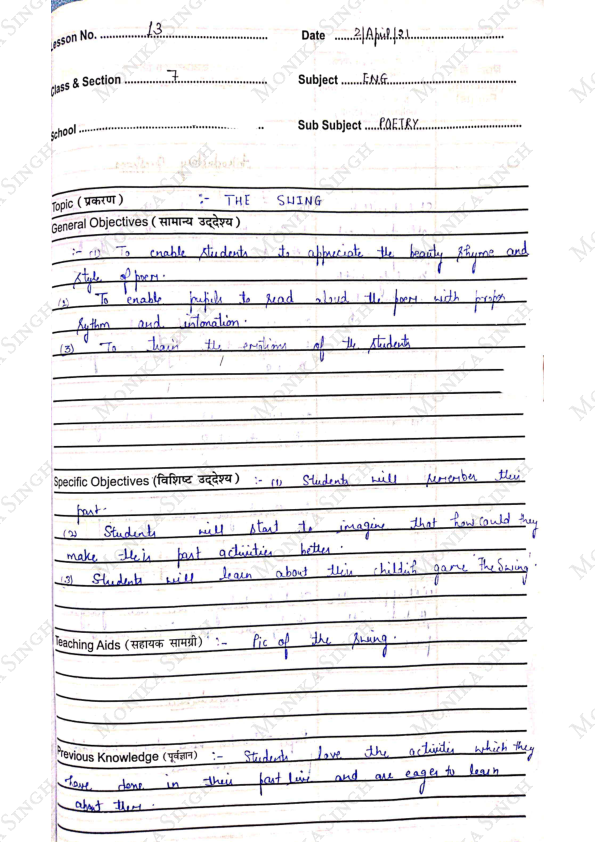 Lesson No. 13 Date 2/April/21
Class & Section 7 Subject ENG
School Sub Subject POETRY
Topic (प्रकरण) :- THE SWING
General Objectives (सामान्य उद्देश्य)
:- (1) To enable students to appreciate the beauty rhyme and
style of poem.
(2) To enable pupils to read aloud the poem with proper
rythm and intonation.
(3) To train the emotions of the students
Specific Objectives (विशिष्ट उद्देश्य) :- (1) Students will remember their
past.
(2) Students will start to imagine that how could they
make their past activities better.
(3) Students will learn about their childish game 'The Swing'.
Teaching Aids (सहायक सामग्री) :- Pic of the swing.
Previous Knowledge (पूर्वज्ञान) :- Students love the activities which they
have done in their past live and are eager to learn
about them.
MONIKA SINGH